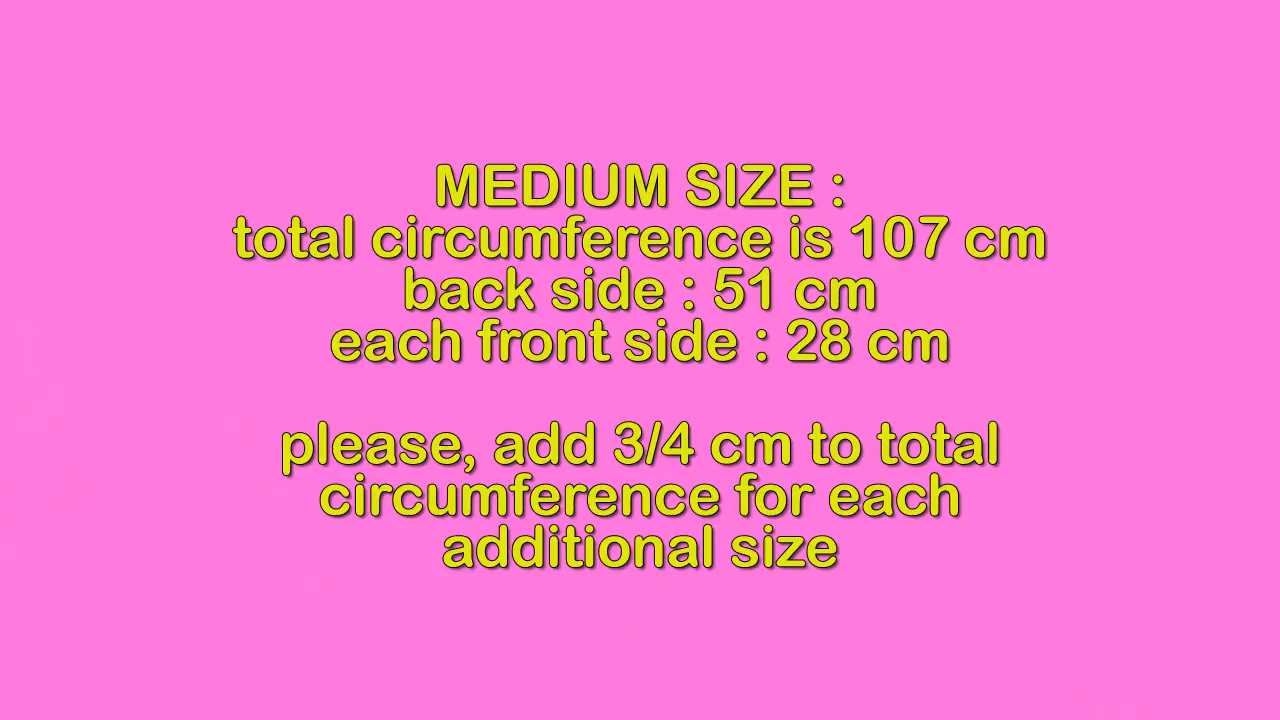 MEDIUM SIZE :
total circumference is 107 cm
back side : 51 cm
each front side : 28 cm
please, add 3/4 cm to total
circumference for each
additional size